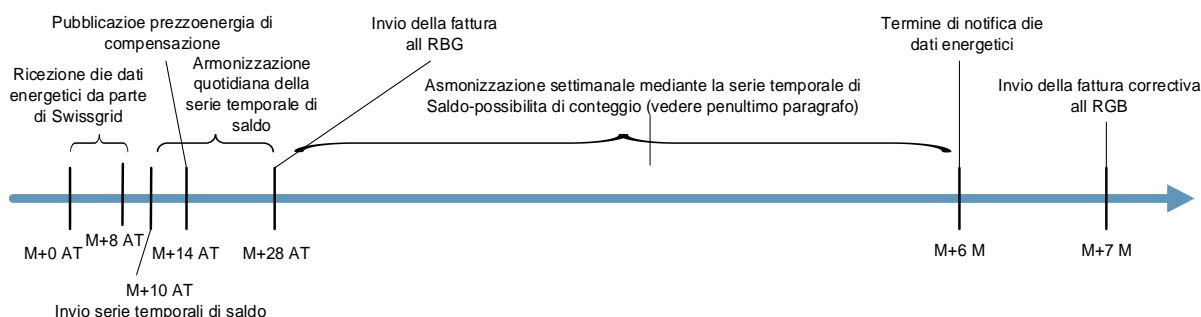 Pubblicazioe prezzoenergia di
compensazione
Invio della fattura
all RBG
Termine di notifica die
dati energetici
Ricezione die dati
energetici da parte
di Swissgrid
Armonizzazione
quotidiana della
serie temporale di
saldo
Asmonizzazione settimanale mediante la serie temporale di
Saldo-possibilita di conteggio (vedere penultimo paragrafo)
Invio della fattura correctiva
all RGB
M+0 AT
M+8 AT
M+14 AT
M+28 AT
M+6 M
M+7 M
M+10 AT
Invio serie temporali di saldo